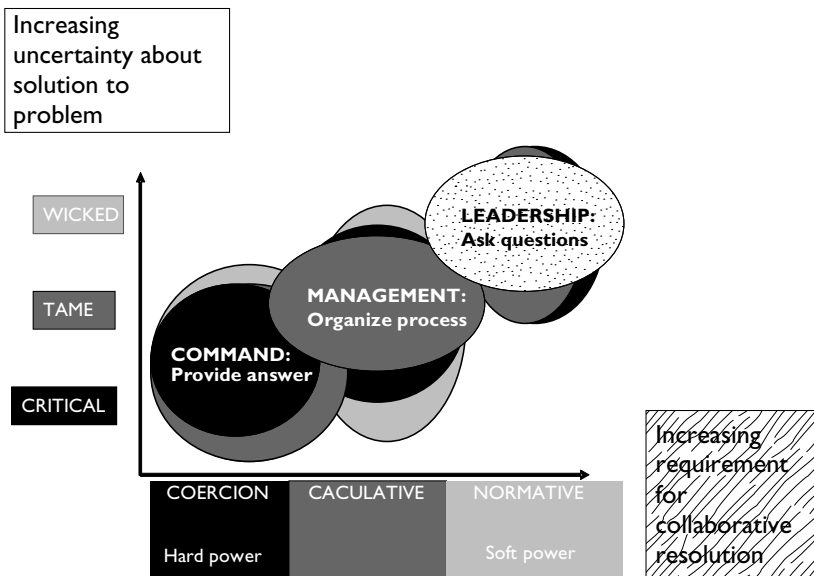 Increasing
uncertainty about
solution to
problem
WICKED
LEADERSHIP:
Ask questions
TAME
MANAGEMENT:
Organize process
COMMAND:
Provide answer
CRITICAL
COERCION
CACULATIVE
NORMATIVE
Hard power
Soft power
Increasing
requirement
for
collaborative
resolution